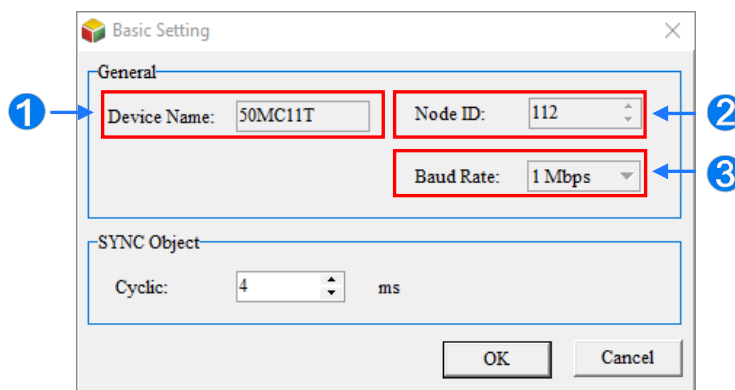 Basic Setting
General
1 Device Name: 50MC11T Node ID: 112 2
Baud Rate: 1 Mbps 3
SYNC Object
Cyclic: 4 ms
OK Cancel